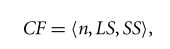 CF = ⟨n, LS, SS⟩,